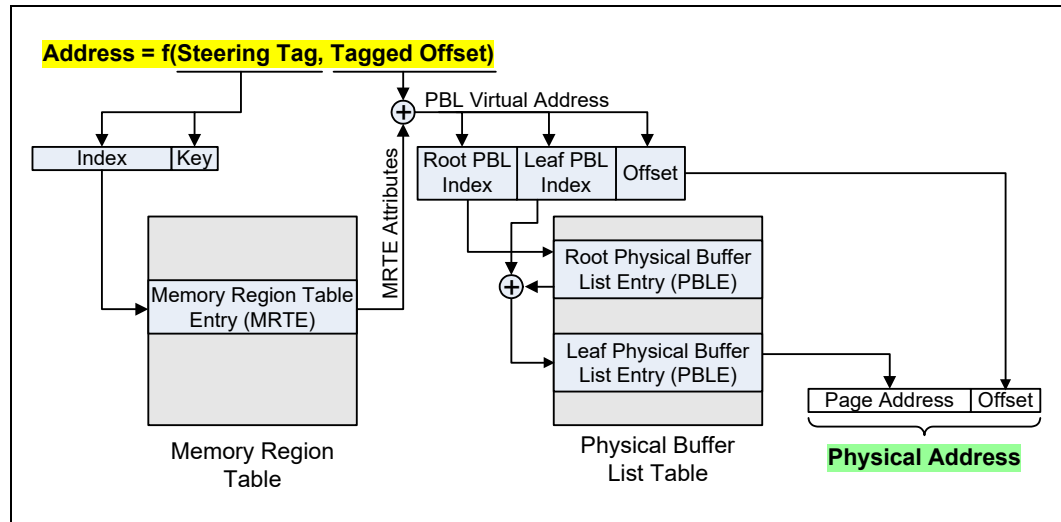 Address = f(Steering Tag, Tagged Offset)
PBL Virtual Address
Index
Key
MRTE Attributes
Root PBL
Index
Leaf PBL
Index
Offset
Memory Region Table
Entry (MRTE)
Root Physical Buffer
List Entry (PBLE)
Leaf Physical Buffer
List Entry (PBLE)
Page Address
Offset
Memory Region
Table
Physical Buffer
List Table
Physical Address